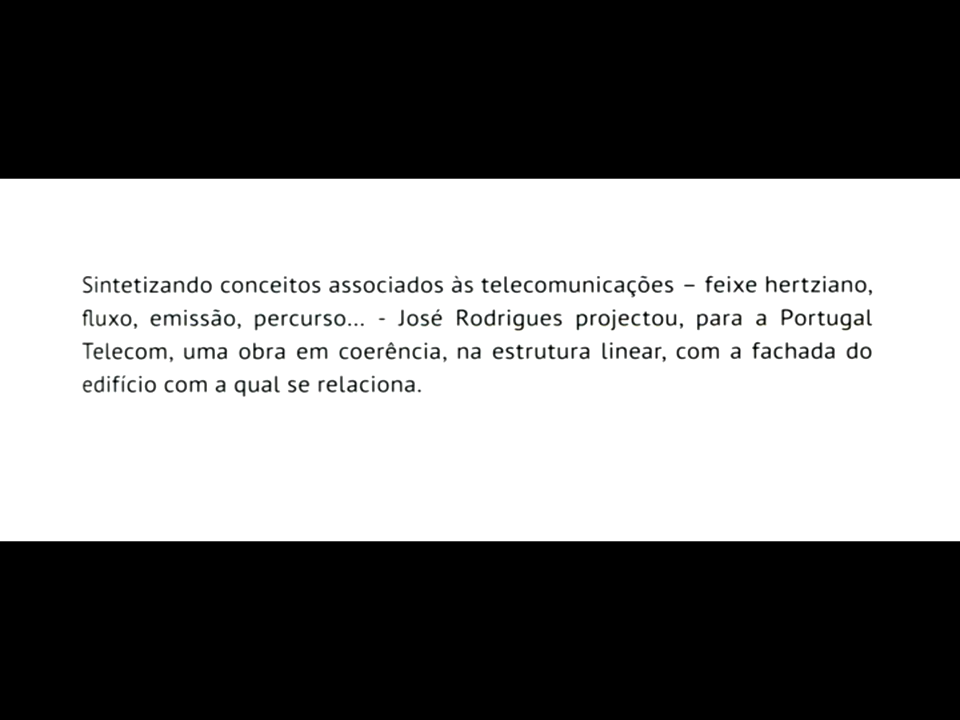 Sintetizando conceitos associados às telecomunicações – feixe hertziano,
fluxo, emissão, percurso... - José Rodrigues projectou, para a Portugal
Telecom, uma obra em coerência, na estrutura linear, com a fachada do
edifício com a qual se relaciona.